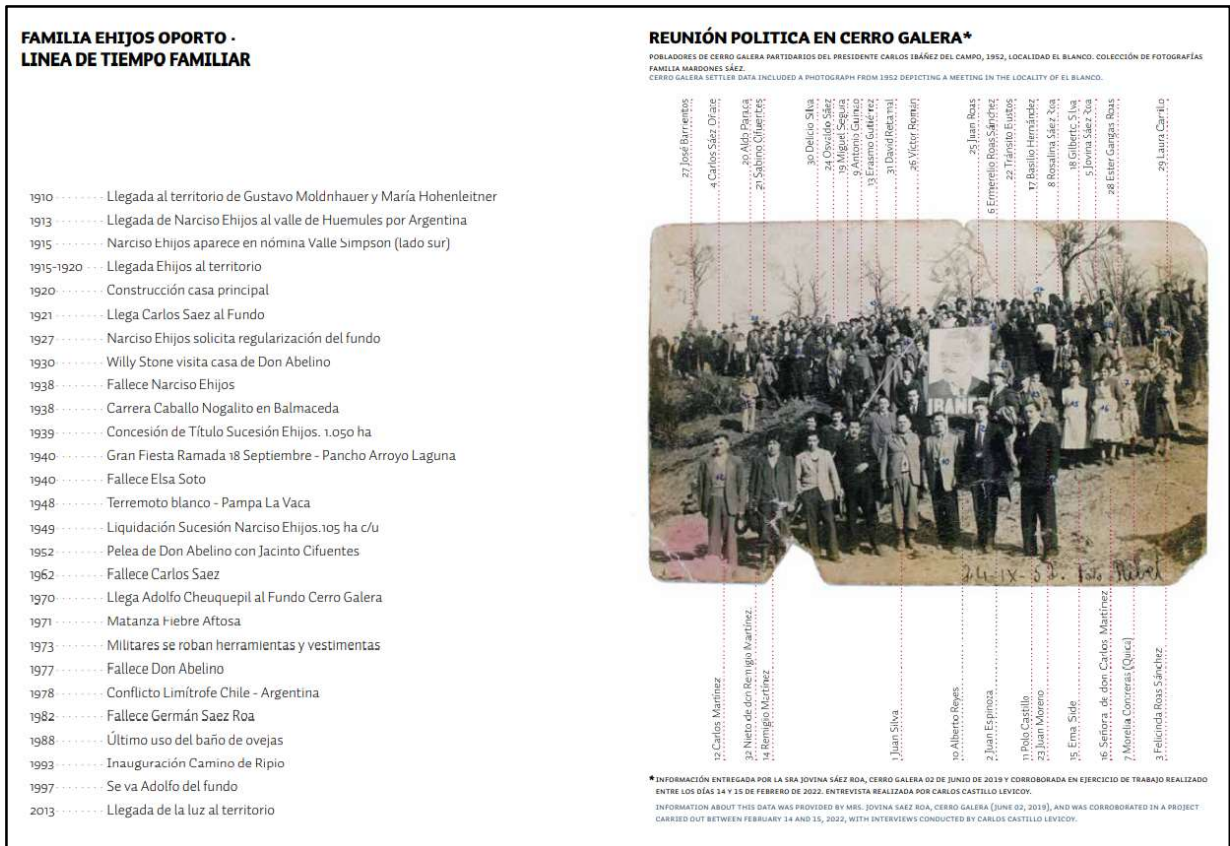 FAMILIA EHIJOS OPORTO ·
LINEA DE TIEMPO FAMILIAR
1910 ········ Llegada al territorio de Gustavo Moldnhauer y María Hohenleitner
1913 ········ Llegada de Narciso Ehijos al valle de Huemules por Argentina
1915 ········ Narciso Ehijos aparece en nómina Valle Simpson (lado sur)
1915-1920 ··· Llegada Ehijos al territorio
1920 ········ Construcción casa principal
1921 ········ Llega Carlos Saez al Fundo
1927 ········ Narciso Ehijos solicita regularización del fundo
1930 ········ Willy Stone visita casa de Don Abelino
1938 ········ Fallece Narciso Ehijos
1938 ········ Carrera Caballo Nogalito en Balmaceda
1939 ········ Concesión de Título Sucesión Ehijos. 1.050 ha
1940 ········ Gran Fiesta Ramada 18 Septiembre - Pancho Arroyo Laguna
1940 ········ Fallece Elsa Soto
1948 ········ Terremoto blanco - Pampa La Vaca
1949 ········ Liquidación Sucesión Narciso Ehijos.105 ha c/u
1952 ········ Pelea de Don Abelino con Jacinto Cifuentes
1962 ········ Fallece Carlos Saez
1970 ········ Llega Adolfo Cheuquepil al Fundo Cerro Galera
1971 ········ Matanza Fiebre Aftosa
1973 ········ Militares se roban herramientas y vestimentas
1977 ········ Fallece Don Abelino
1978 ········ Conflicto Limítrofe Chile - Argentina
1982 ········ Fallece Germán Saez Roa
1988 ········ Último uso del baño de ovejas
1993 ········ Inauguración Camino de Ripio
1997 ········ Se va Adolfo del fundo
2013 ········ Llegada de la luz al territorio
REUNIÓN POLITICA EN CERRO GALERA*
POBLADORES DE CERRO GALERA PARTIDARIOS DEL PRESIDENTE CARLOS IBÁÑEZ DEL CAMPO, 1952, LOCALIDAD EL BLANCO. COLECCIÓN DE FOTOGRAFÍAS
FAMILIA MARDONES SÁEZ.
CERRO GALERA SETTLER DATA INCLUDED A PHOTOGRAPH FROM 1952 DEPICTING A MEETING IN THE LOCALITY OF EL BLANCO.
27 José Barrientos
4 Carlos Sáez Oñate
20 Aldo Paraca
21 Sabino Cifuentes
30 Delicio Silva
24 Osvaldo Sáez
19 Miguel Segura
9 Antonio Guinao
13 Erasmo Gutiérrez
31 David Retamal
26 Víctor Román
25 Juan Roas
6 Ermerelio Roas Sánchez
22 Tránsito Bustos
17 Basilio Hernández
8 Rosalina Sáez Roa
18 Gilberto Silva
5 Jovina Sáez Roa
28 Ester Gangas Roas
29 Laura Carrillo
IBAÑEZ
24-IX-52. Foto
12 Carlos Martínez
32 Nieto de don Remigio Martínez
14 Remigio Martínez
1 Juan Silva
10 Alberto Reyes
2 Juan Espinoza
11 Polo Castillo
23 Juan Moreno
15 Erna Side
16 Señora de don Carlos Martínez
7 Morelia Contreras (Quica)
3 Felicinda Roas Sánchez
* INFORMACIÓN ENTREGADA POR LA SRA JOVINA SÁEZ ROA, CERRO GALERA 02 DE JUNIO DE 2019 Y CORROBORADA EN EJERCICIO DE TRABAJO REALIZADO
ENTRE LOS DÍAS 14 Y 15 DE FEBRERO DE 2022. ENTREVISTA REALIZADA POR CARLOS CASTILLO LEVICOY.
INFORMATION ABOUT THIS DATA WAS PROVIDED BY MRS. JOVINA SAEZ ROA, CERRO GALERA (JUNE 02, 2019), AND WAS CORROBORATED IN A PROJECT
CARRIED OUT BETWEEN FEBRUARY 14 AND 15, 2022, WITH INTERVIEWS CONDUCTED BY CARLOS CASTILLO LEVICOY.